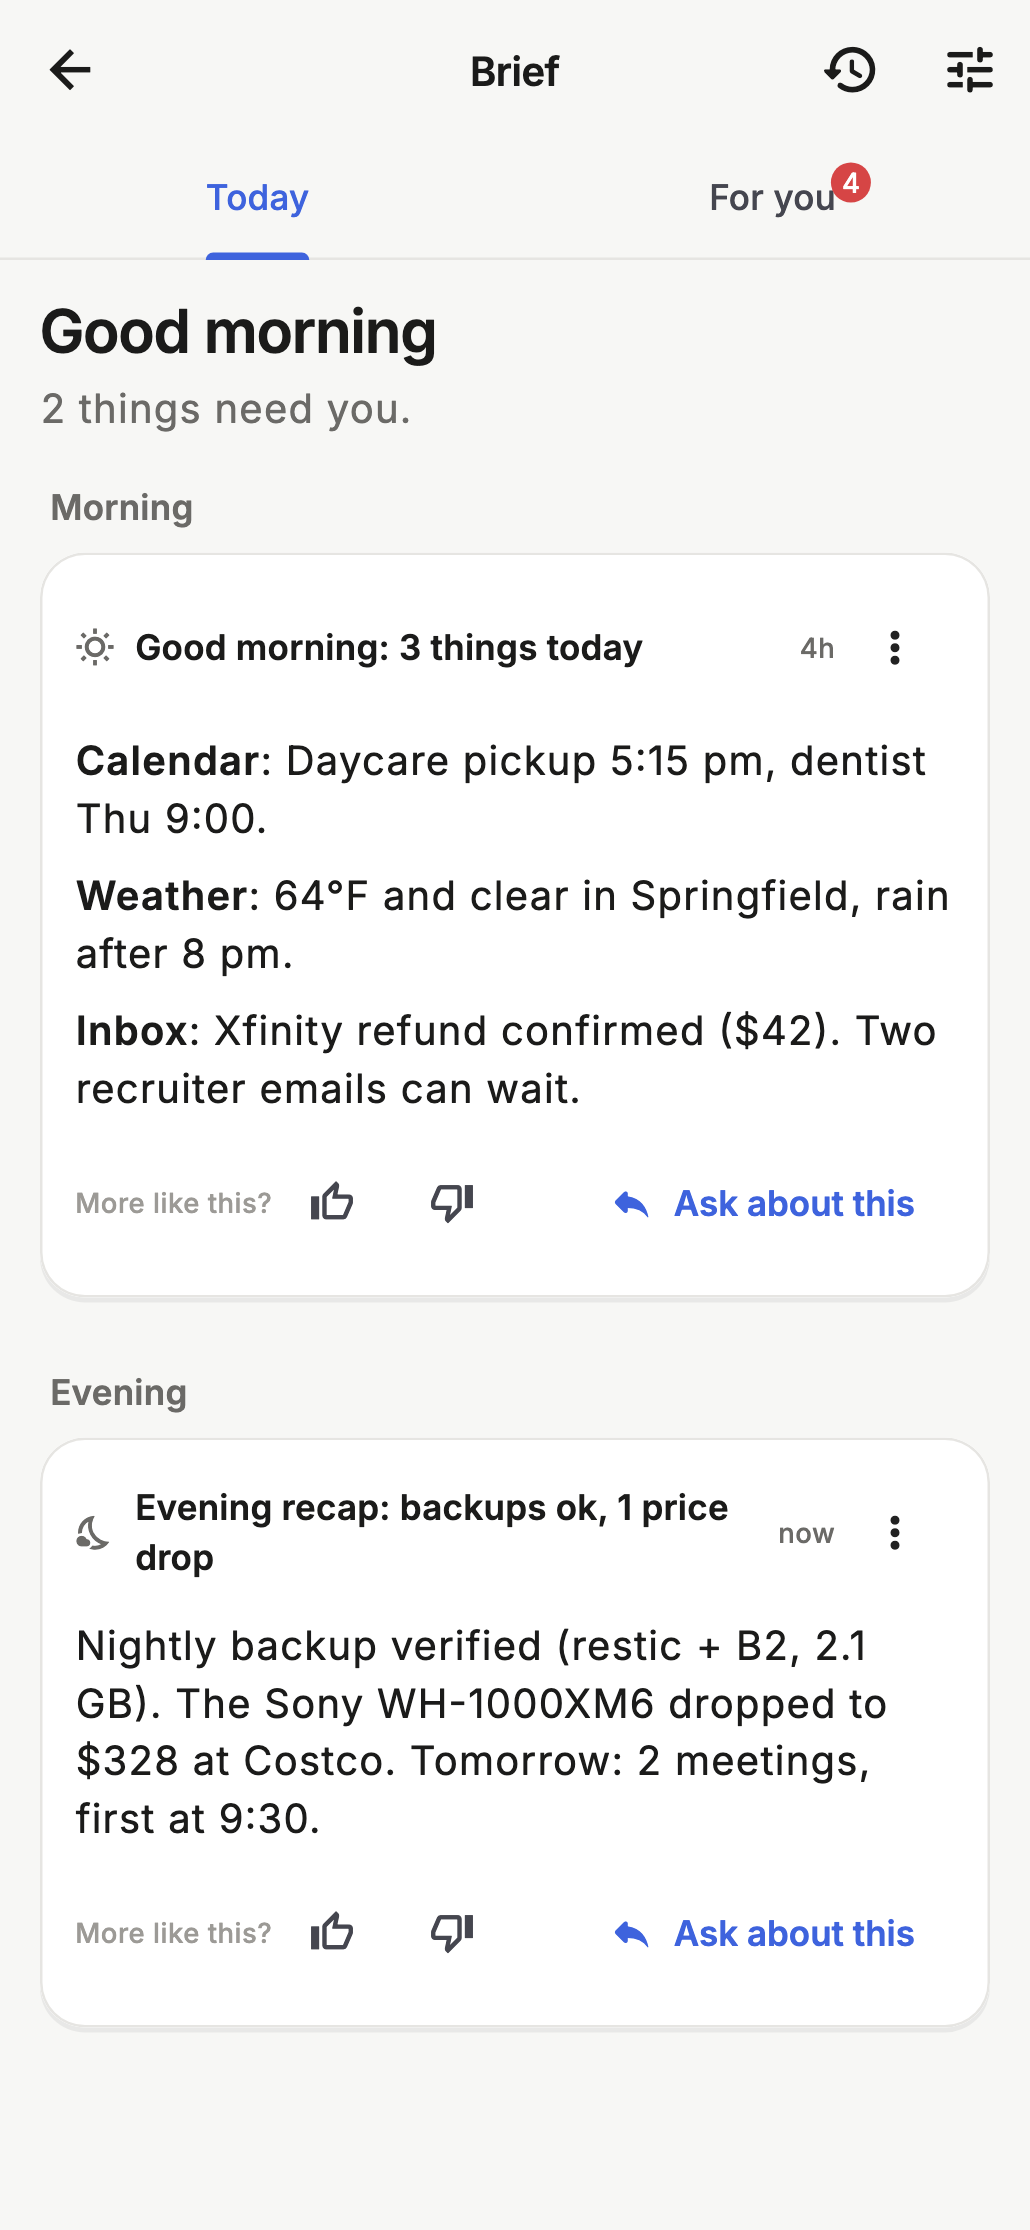 Brief
Today
For you
4
Good morning
2 things need you.
Morning
Good morning: 3 things today
4h
Calendar: Daycare pickup 5:15 pm, dentist
Thu 9:00.
Weather: 64°F and clear in Springfield, rain
after 8 pm.
Inbox: Xfinity refund confirmed ($42). Two
recruiter emails can wait.
More like this?
Ask about this
Evening
Evening recap: backups ok, 1 price
drop
now
Nightly backup verified (restic + B2, 2.1
GB). The Sony WH-1000XM6 dropped to
$328 at Costco. Tomorrow: 2 meetings,
first at 9:30.
More like this?
Ask about this